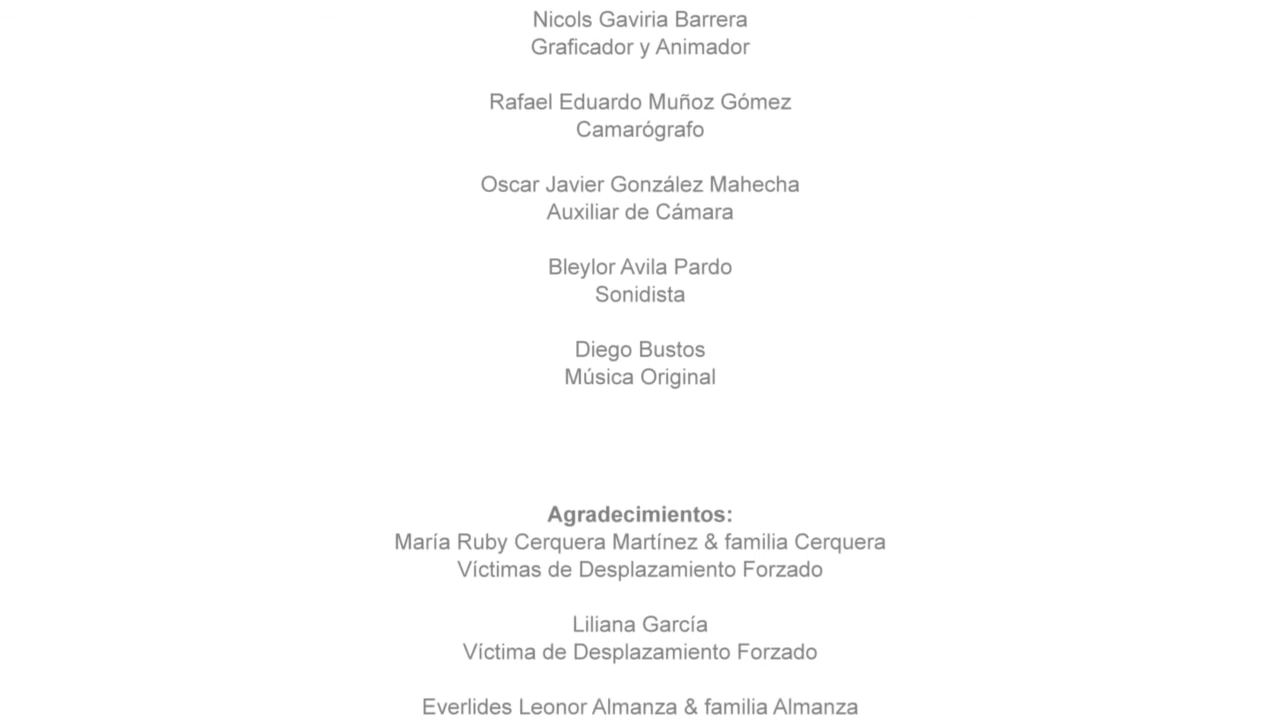 Nicols Gaviria Barrera
Graficador y Animador
Rafael Eduardo Muñoz Gómez
Camarógrafo
Oscar Javier González Mahecha
Auxiliar de Cámara
Bleylor Avila Pardo
Sonidista
Diego Bustos
Música Original
Agradecimientos:
María Ruby Cerquera Martínez & familia Cerquera
Víctimas de Desplazamiento Forzado
Liliana García
Víctima de Desplazamiento Forzado
Everlides Leonor Almanza & familia Almanza